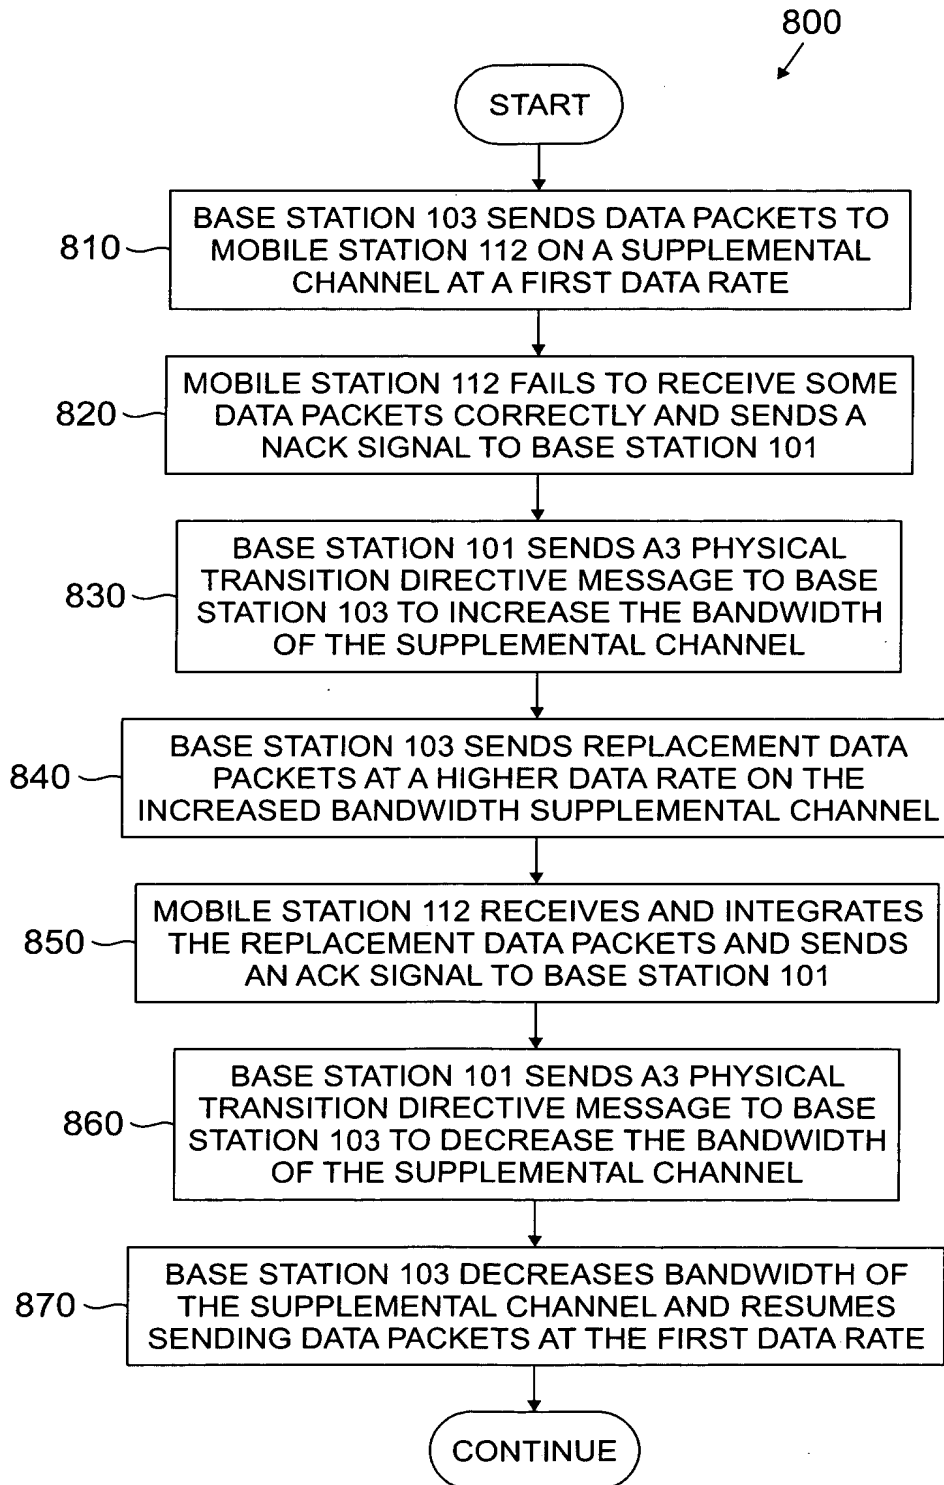 800
START
810
BASE STATION 103 SENDS DATA PACKETS TO
MOBILE STATION 112 ON A SUPPLEMENTAL
CHANNEL AT A FIRST DATA RATE
820
MOBILE STATION 112 FAILS TO RECEIVE SOME
DATA PACKETS CORRECTLY AND SENDS A
NACK SIGNAL TO BASE STATION 101
830
BASE STATION 101 SENDS A3 PHYSICAL
TRANSITION DIRECTIVE MESSAGE TO BASE
STATION 103 TO INCREASE THE BANDWIDTH
OF THE SUPPLEMENTAL CHANNEL
840
BASE STATION 103 SENDS REPLACEMENT DATA
PACKETS AT A HIGHER DATA RATE ON THE
INCREASED BANDWIDTH SUPPLEMENTAL CHANNEL
850
MOBILE STATION 112 RECEIVES AND INTEGRATES
THE REPLACEMENT DATA PACKETS AND SENDS
AN ACK SIGNAL TO BASE STATION 101
860
BASE STATION 101 SENDS A3 PHYSICAL
TRANSITION DIRECTIVE MESSAGE TO BASE
STATION 103 TO DECREASE THE BANDWIDTH
OF THE SUPPLEMENTAL CHANNEL
870
BASE STATION 103 DECREASES BANDWIDTH OF
THE SUPPLEMENTAL CHANNEL AND RESUMES
SENDING DATA PACKETS AT THE FIRST DATA RATE
CONTINUE